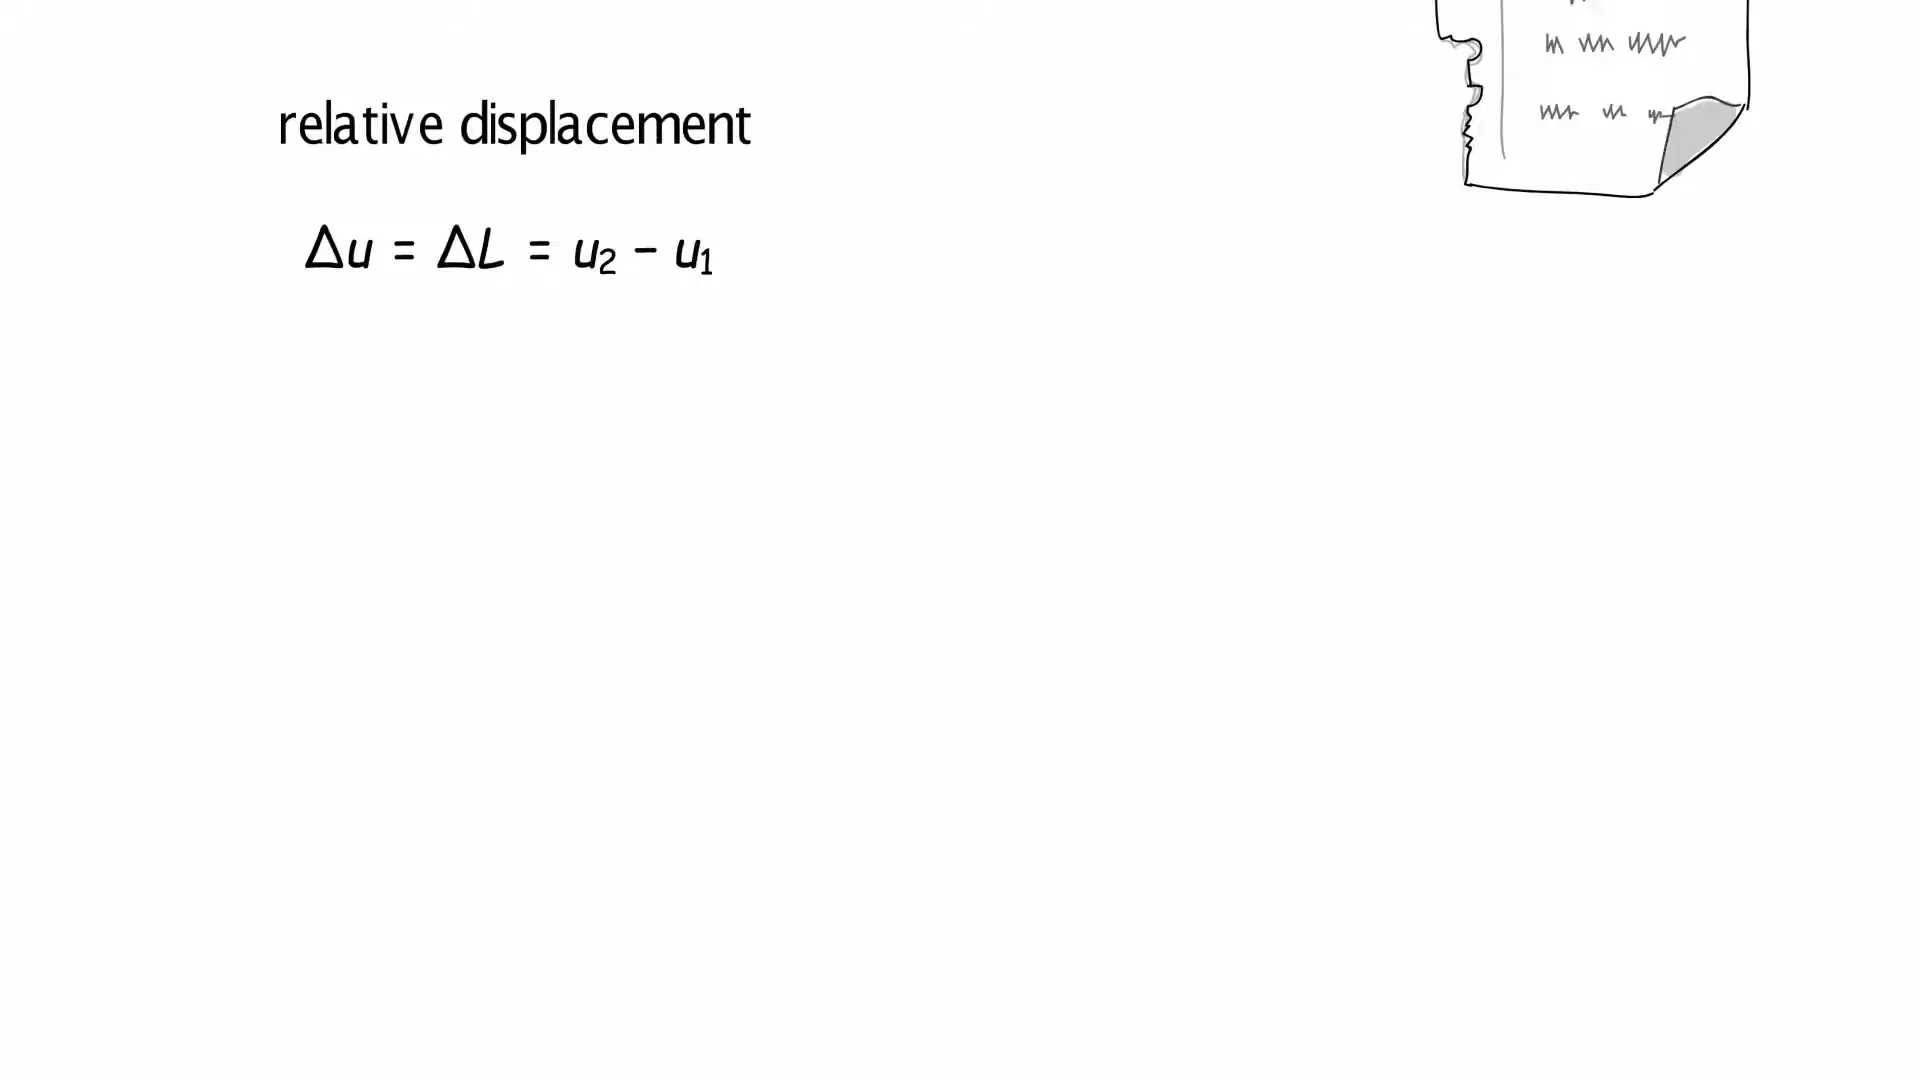 relative displacement
Δu = ΔL = u₂ − u₁